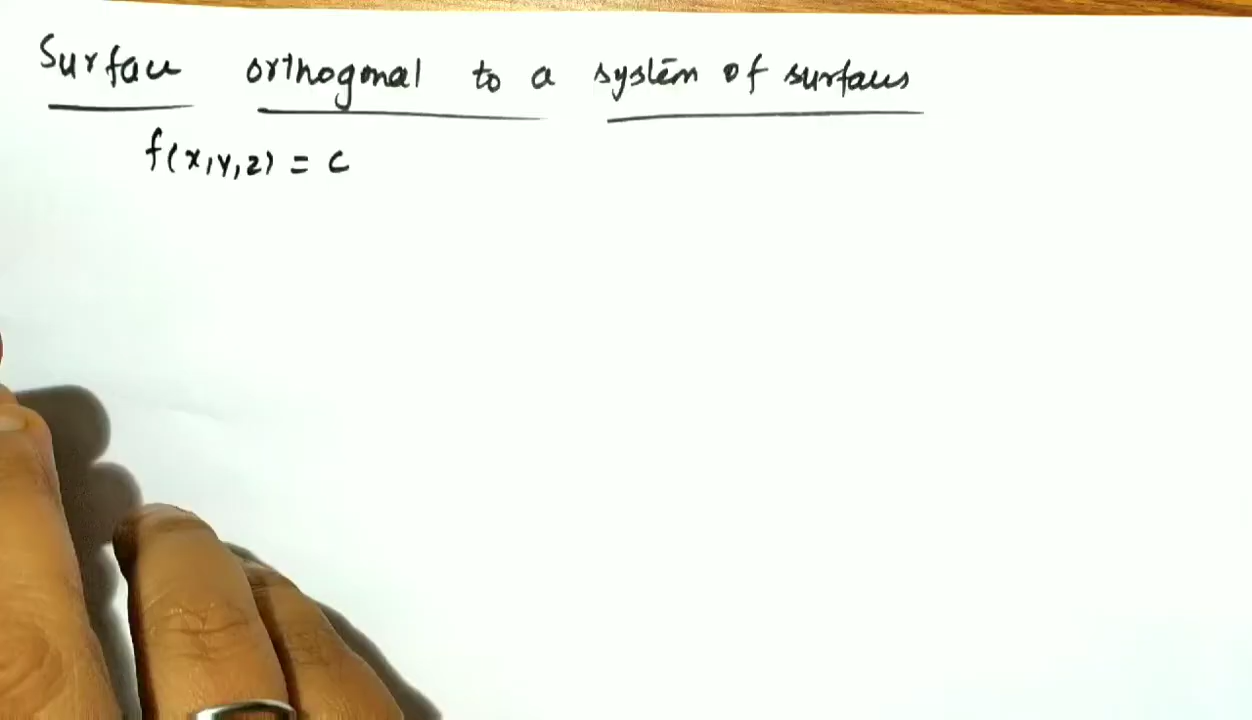 Surface orthogonal to a system of surfaces
f(x,y,z) = c